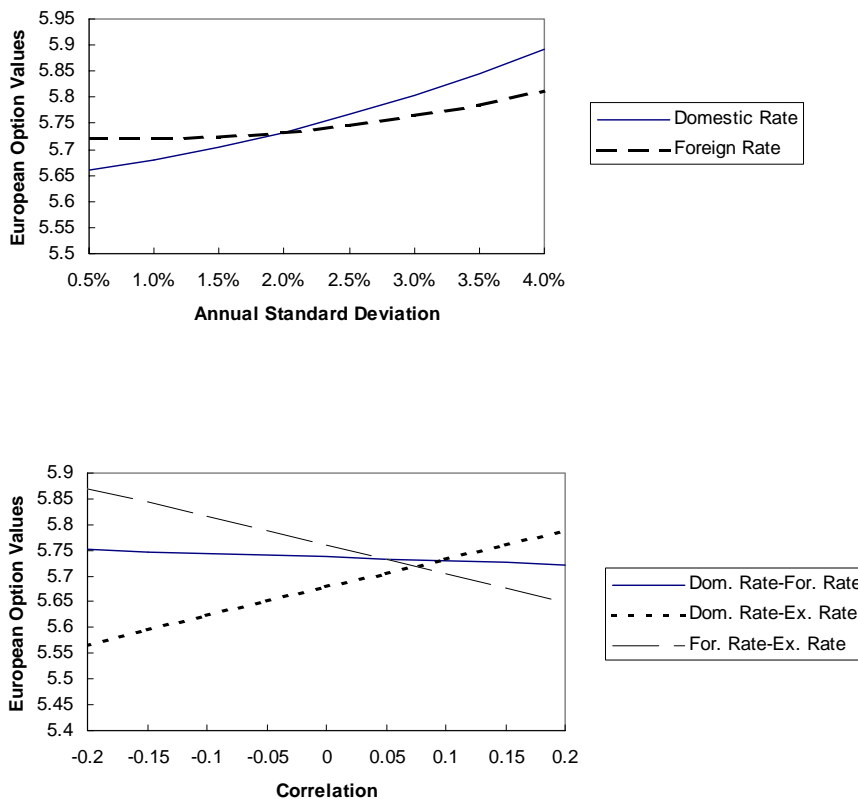 European Option Values
5.95
5.9
5.85
5.8
5.75
5.7
5.65
5.6
5.55
5.5
0.5% 1.0% 1.5% 2.0% 2.5% 3.0% 3.5% 4.0%
Annual Standard Deviation
Domestic Rate
Foreign Rate
European Option Values
5.9
5.85
5.8
5.75
5.7
5.65
5.6
5.55
5.5
5.45
5.4
-0.2 -0.15 -0.1 -0.05 0 0.05 0.1 0.15 0.2
Correlation
Dom. Rate-For. Rate
Dom. Rate-Ex. Rate
For. Rate-Ex. Rate